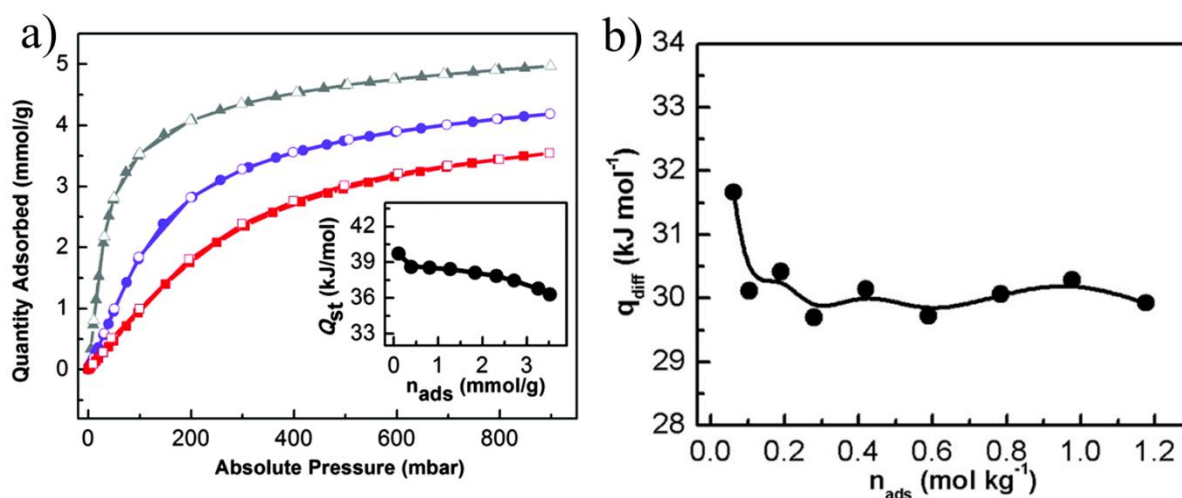 a)
Quantity Adsorbed (mmol/g)
5
4
3
2
1
0
0 200 400 600 800
Absolute Pressure (mbar)
Qst (kJ/mol)
42
39
36
33
0 1 2 3
nads (mmol/g)
b)
qdiff (kJ mol-1)
34
33
32
31
30
29
28
0.0 0.2 0.4 0.6 0.8 1.0 1.2
nads (mol kg-1)